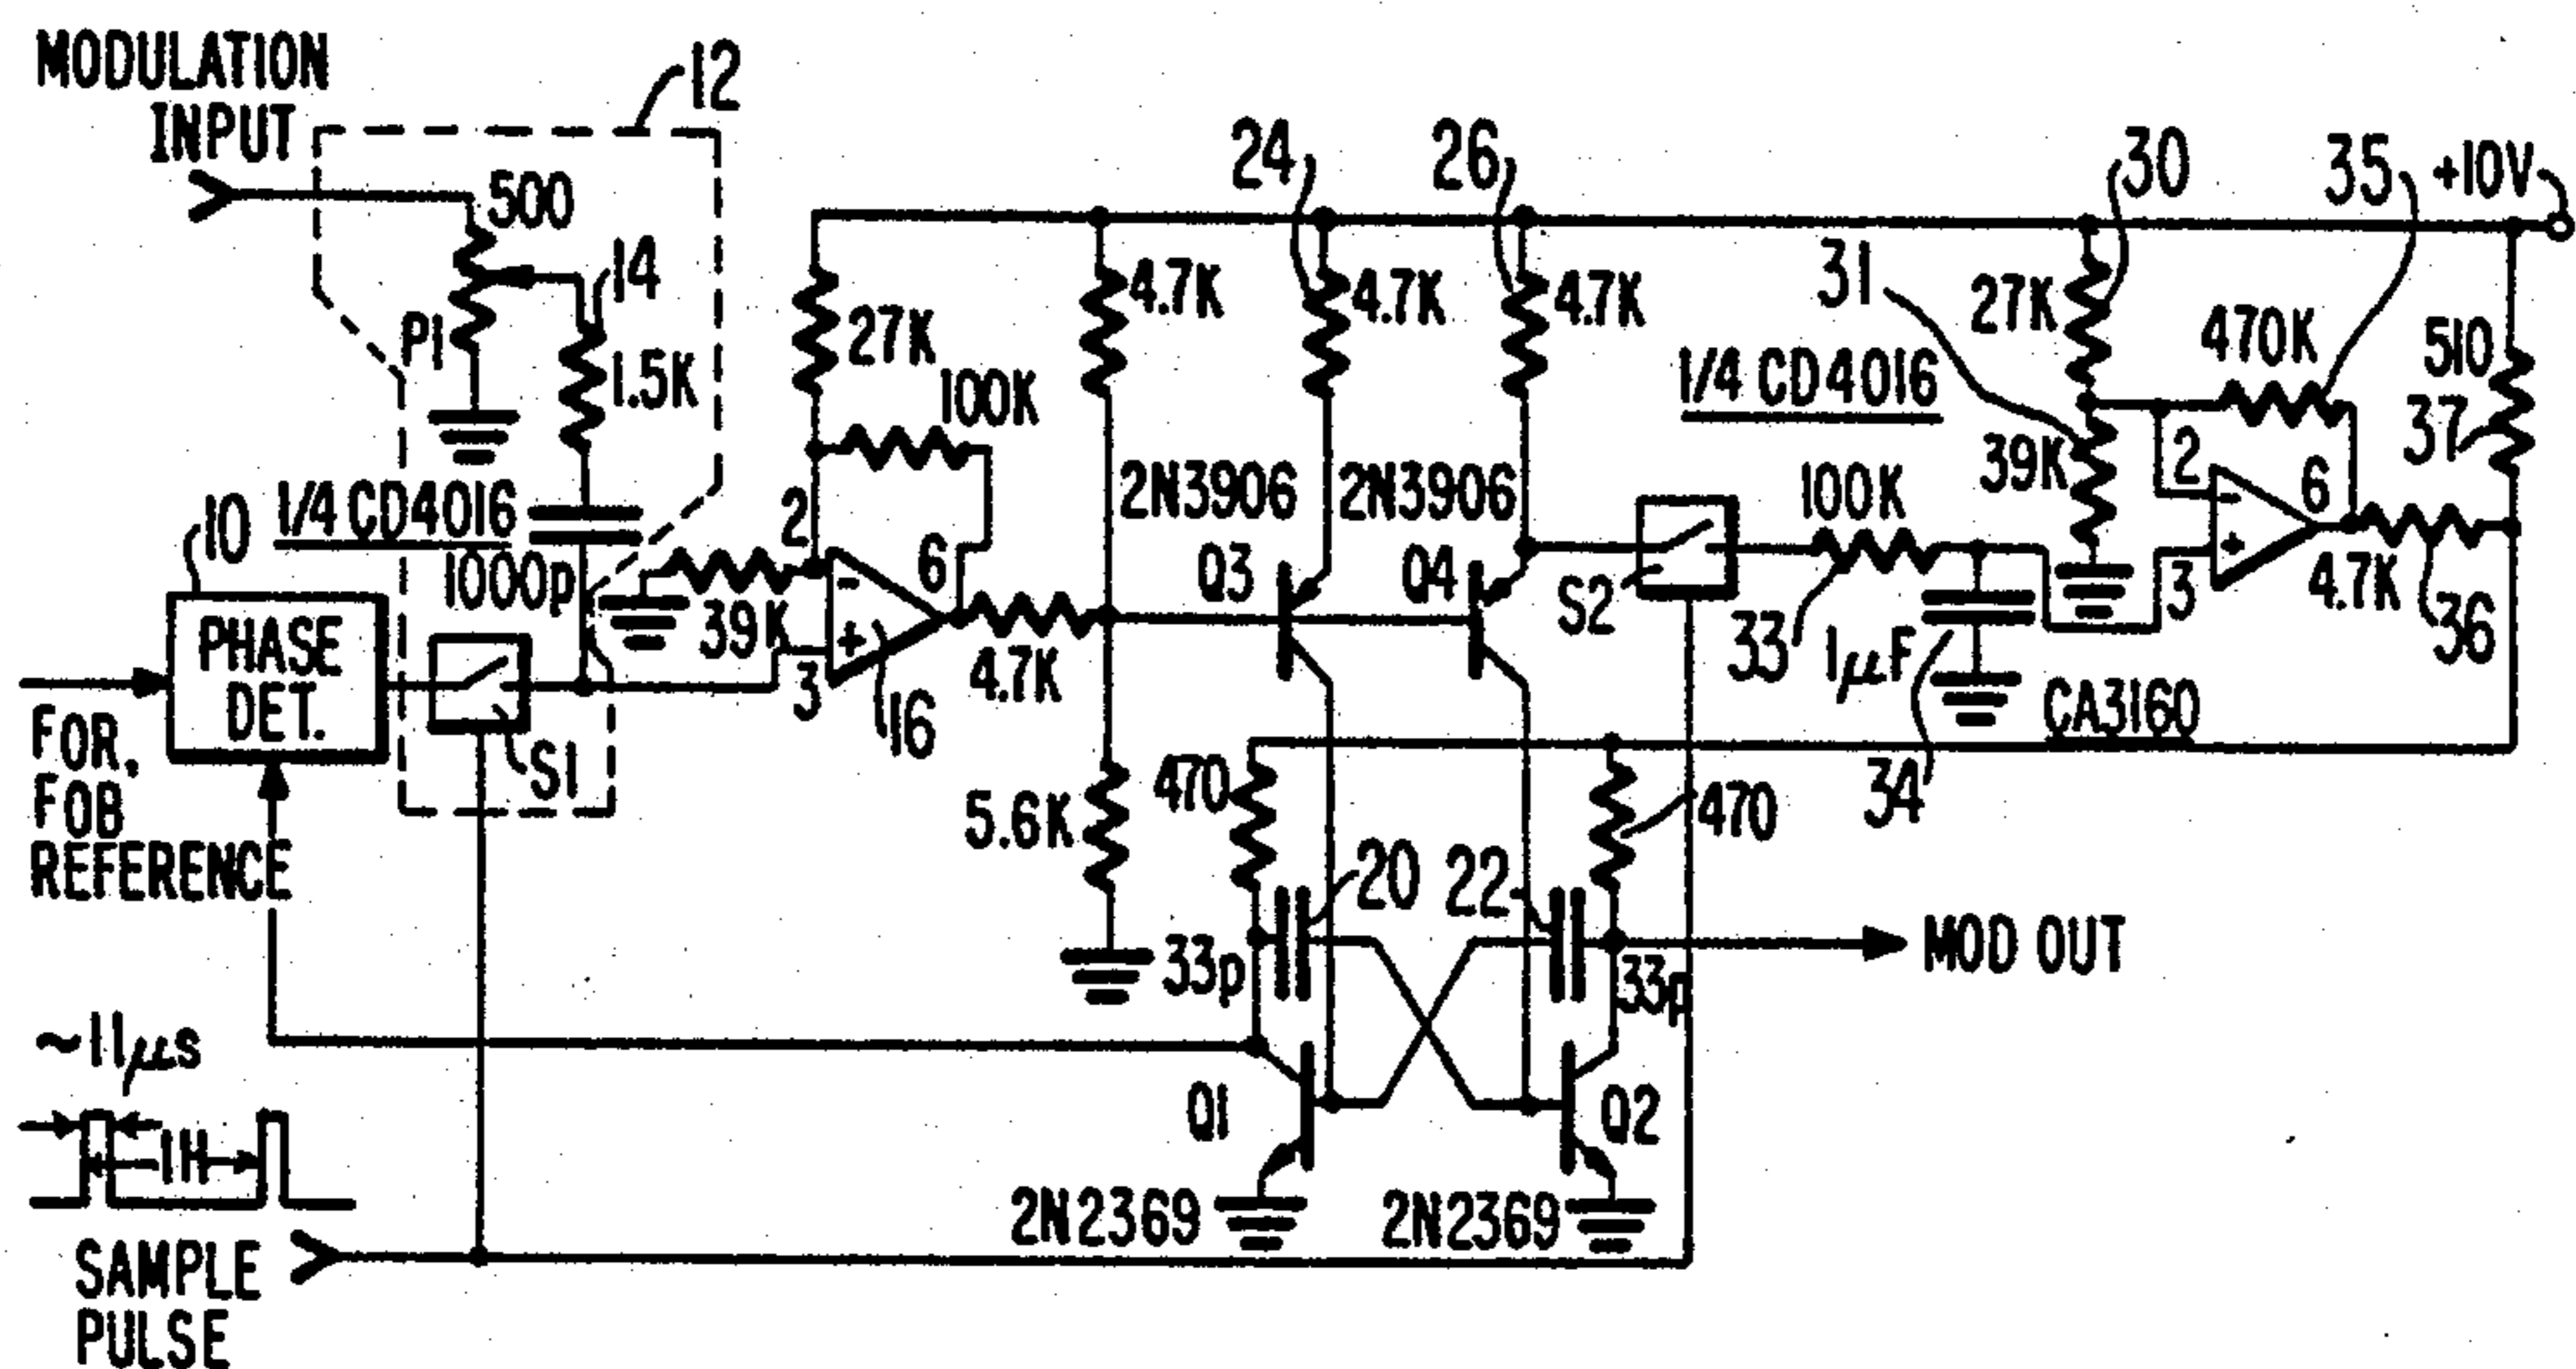 MODULATION
INPUT
12
500
14
P1
1.5K
24
26
30
35
+10V
4.7K
4.7K
4.7K
31
27K
27K
470K
510
100K
1/4 CD4016
39K
37
10
1/4 CD4016
2
2N3906
2N3906
100K
2
6
1000p
6
Q3
Q4
S2
PHASE
DET.
39K
3
4.7K
16
33
1µF
3
4.7K
36
FOR,
FOB
REFERENCE
S1
CA3160
5.6K
470
470
34
20
22
33p
33p
MOD OUT
~11µs
1H
Q1
Q2
2N2369
2N2369
SAMPLE
PULSE